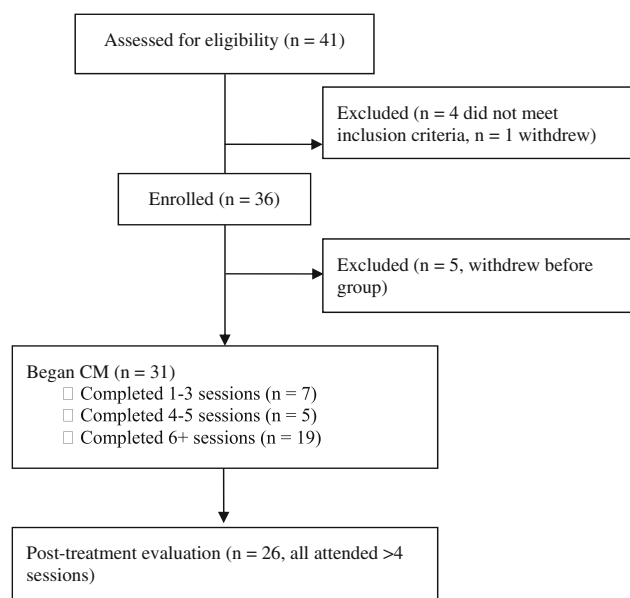 Assessed for eligibility (n = 41)
Excluded (n = 4 did not meet
inclusion criteria, n = 1 withdrew)
Enrolled (n = 36)
Excluded (n = 5, withdrew before
group)
Began CM (n = 31)
Completed 1-3 sessions (n = 7)
Completed 4-5 sessions (n = 5)
Completed 6+ sessions (n = 19)
Post-treatment evaluation (n = 26, all attended >4
sessions)